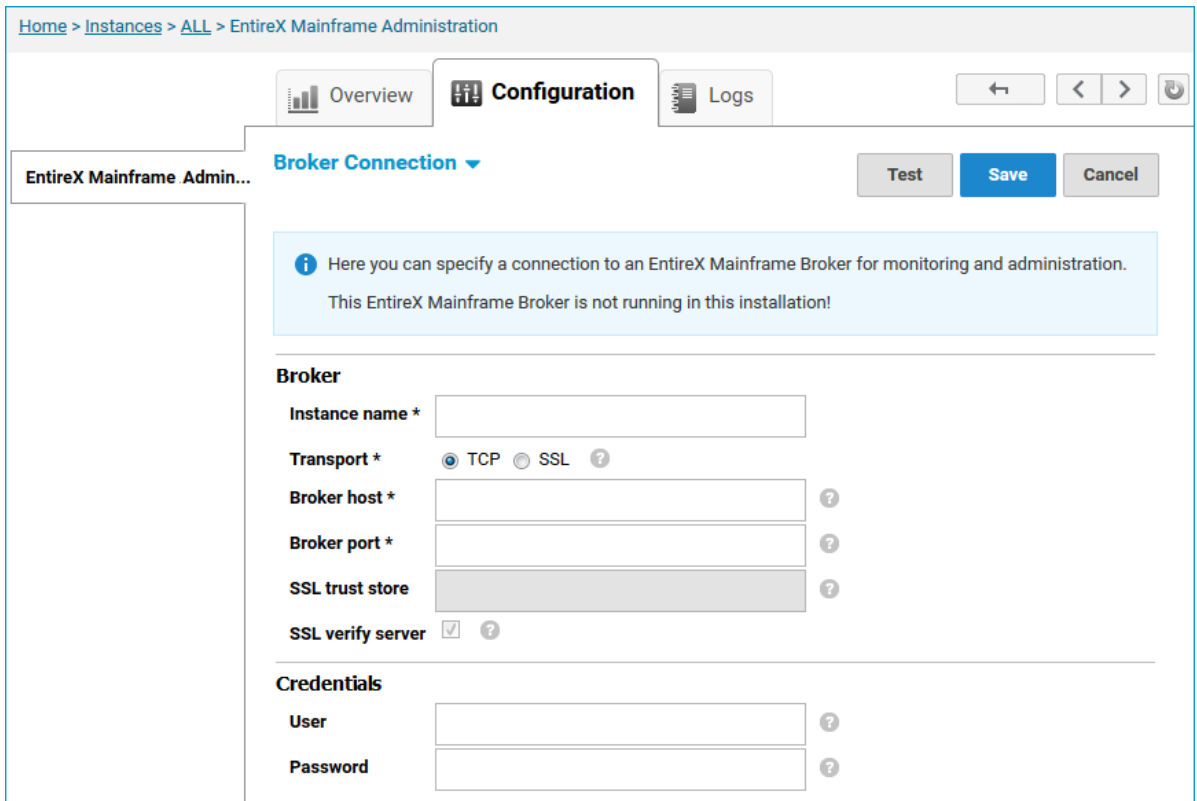 Home > Instances > ALL > EntireX Mainframe Administration
Overview
Configuration
Logs
EntireX Mainframe Admin...
Broker Connection
Test
Save
Cancel
Here you can specify a connection to an EntireX Mainframe Broker for monitoring and administration.
This EntireX Mainframe Broker is not running in this installation!
Broker
Instance name *
Transport * TCP SSL ?
Broker host * ?
Broker port * ?
SSL trust store ?
SSL verify server ?
Credentials
User ?
Password ?